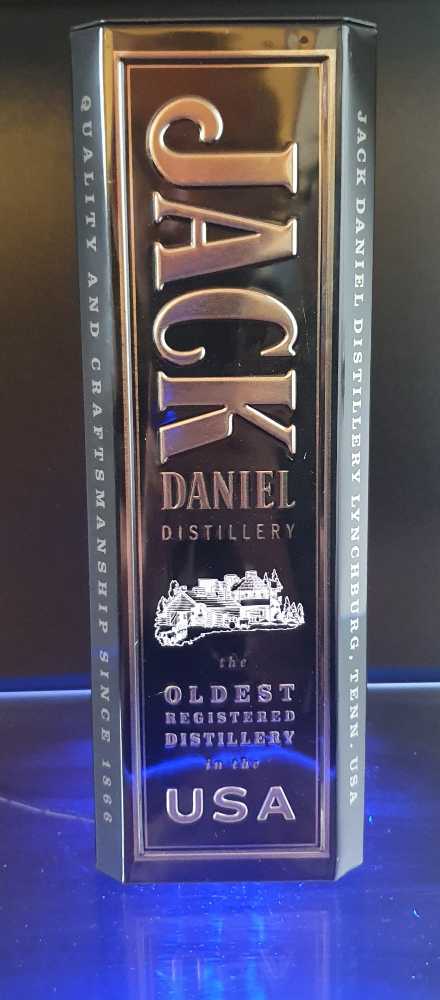 QUALITY AND CRAFTSMANSHIP SINCE 1866
JACK
DANIEL
DISTILLERY
the
OLDEST
REGISTERED
DISTILLERY
in the
USA
JACK DANIEL DISTILLERY LYNCHBURG, TENN. USA